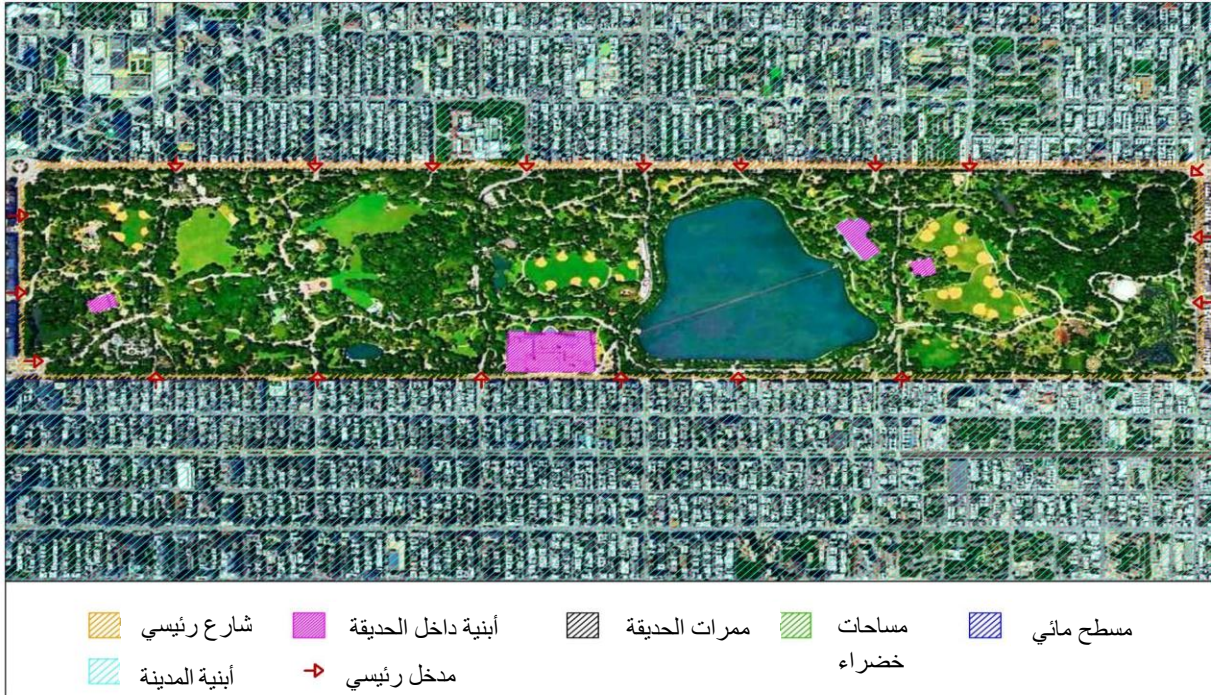 مسطح مائي
مساحات
خضراء
ممرات الحديقة
أبنية داخل الحديقة
شارع رئيسي
مدخل رئيسي
أبنية المدينة